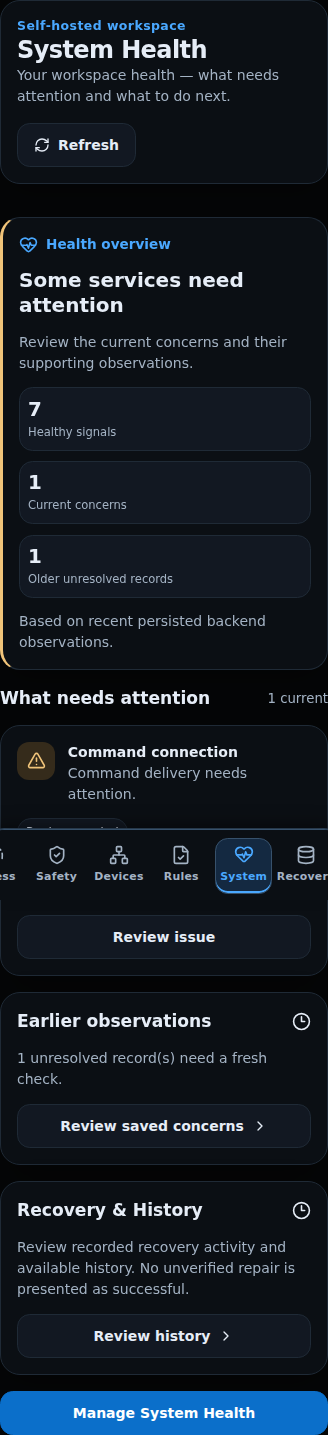 Self-hosted workspace
System Health
Your workspace health — what needs
attention and what to do next.
Refresh
Health overview
Some services need
attention
Review the current concerns and their
supporting observations.
7
Healthy signals
1
Current concerns
1
Older unresolved records
Based on recent persisted backend
observations.
What needs attention
1 current
Command connection
Command delivery needs
attention.
Safety
Devices
Rules
System
Recover
Review issue
Earlier observations
1 unresolved record(s) need a fresh
check.
Review saved concerns
Recovery & History
Review recorded recovery activity and
available history. No unverified repair is
presented as successful.
Review history
Manage System Health